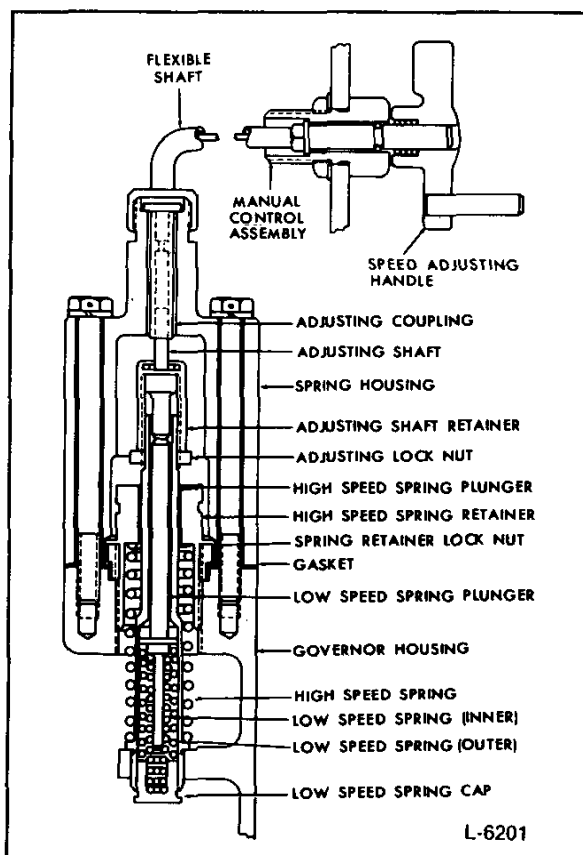 FLEXIBLE
SHAFT
MANUAL
CONTROL
ASSEMBLY
SPEED ADJUSTING
HANDLE
ADJUSTING COUPLING
ADJUSTING SHAFT
SPRING HOUSING
ADJUSTING SHAFT RETAINER
ADJUSTING LOCK NUT
HIGH SPEED SPRING PLUNGER
HIGH SPEED SPRING RETAINER
SPRING RETAINER LOCK NUT
GASKET
LOW SPEED SPRING PLUNGER
GOVERNOR HOUSING
HIGH SPEED SPRING
LOW SPEED SPRING (INNER)
LOW SPEED SPRING (OUTER)
LOW SPEED SPRING CAP
L-6201